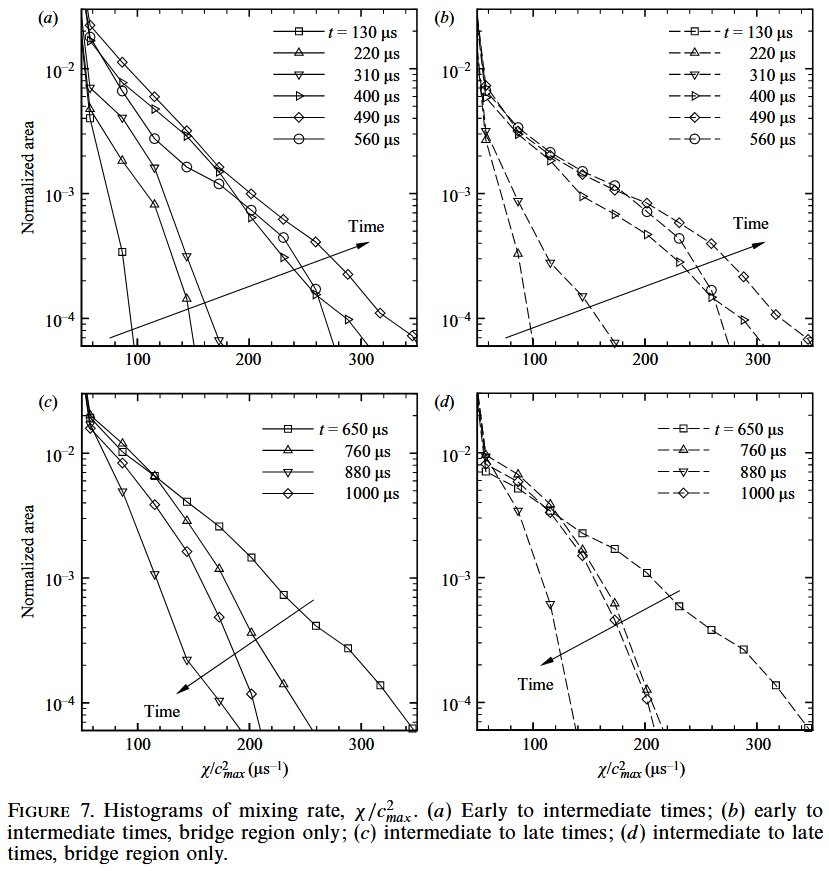 (a)
t = 130 μs
220 μs
310 μs
400 μs
490 μs
560 μs
Time
Normalized area
10⁻²
10⁻³
10⁻⁴
100
200
300
(b)
t = 130 μs
220 μs
310 μs
400 μs
490 μs
560 μs
Time
10⁻²
10⁻³
10⁻⁴
100
200
300
(c)
t = 650 μs
760 μs
880 μs
1000 μs
Time
Normalized area
10⁻²
10⁻³
10⁻⁴
100
200
300
χ/c²max (μs⁻¹)
(d)
t = 650 μs
760 μs
880 μs
1000 μs
Time
10⁻²
10⁻³
10⁻⁴
100
200
300
χ/c²max (μs⁻¹)
FIGURE 7. Histograms of mixing rate, χ/c²max. (a) Early to intermediate times; (b) early to
intermediate times, bridge region only; (c) intermediate to late times; (d) intermediate to late
times, bridge region only.